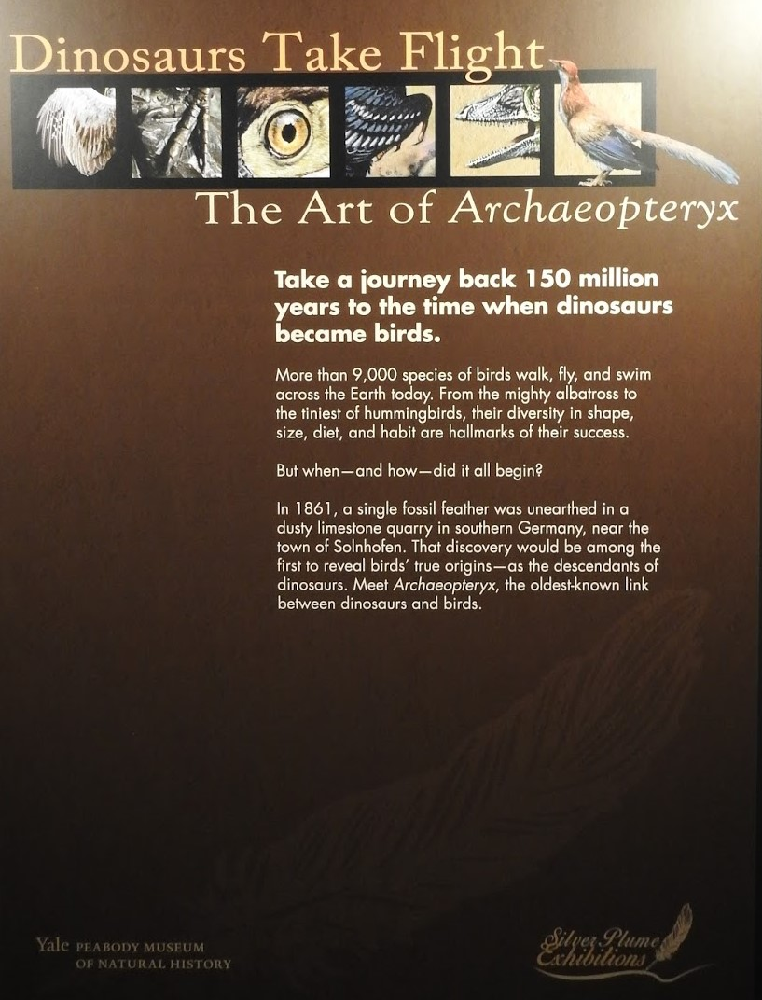 Dinosaurs Take Flight
The Art of Archaeopteryx
Take a journey back 150 million
years to the time when dinosaurs
became birds.
More than 9,000 species of birds walk, fly, and swim
across the Earth today. From the mighty albatross to
the tiniest of hummingbirds, their diversity in shape,
size, diet, and habit are hallmarks of their success.
But when—and how—did it all begin?
In 1861, a single fossil feather was unearthed in a
dusty limestone quarry in southern Germany, near the
town of Solnhofen. That discovery would be among the
first to reveal birds’ true origins—as the descendants of
dinosaurs. Meet Archaeopteryx, the oldest-known link
between dinosaurs and birds.
Yale PEABODY MUSEUM
OF NATURAL HISTORY
Silver Plume
Exhibitions